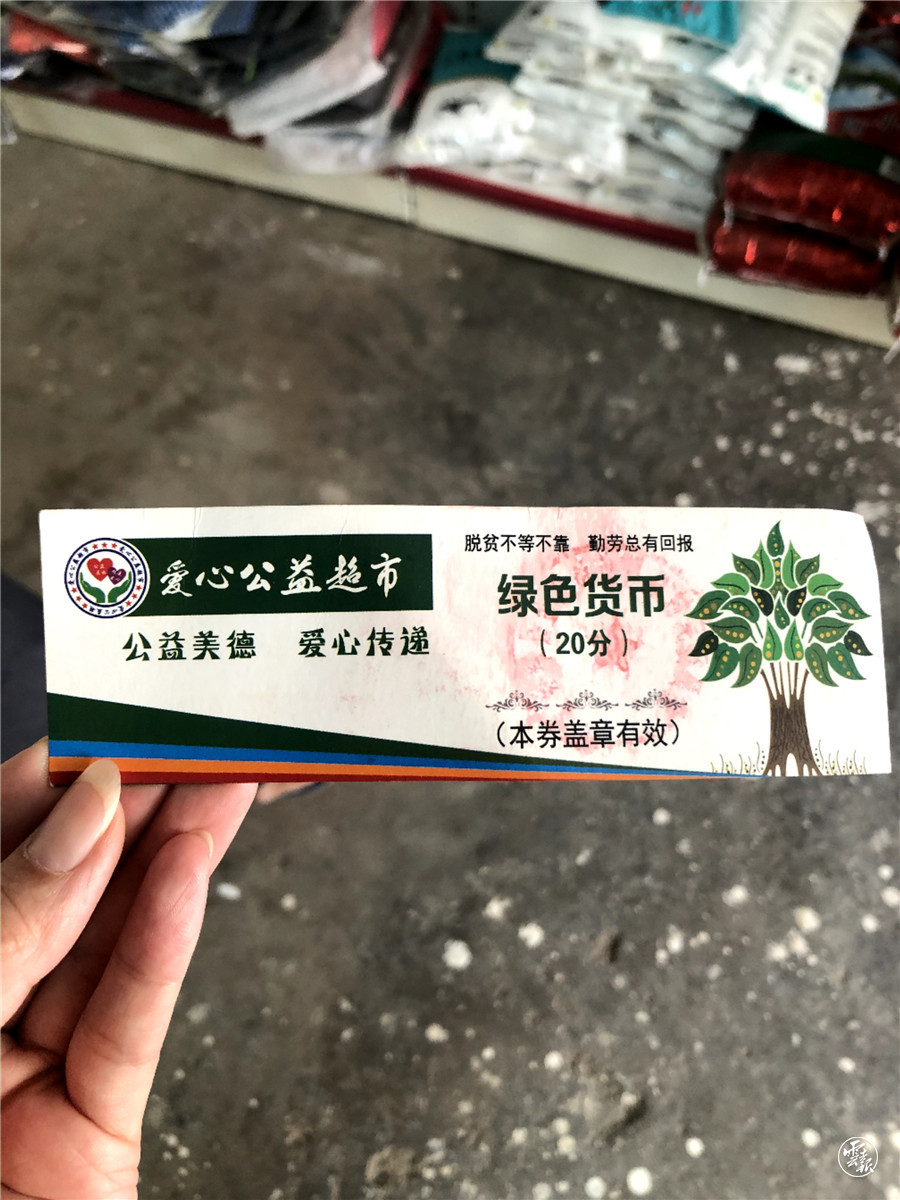 爱心公益超市
公益美德 爱心传递
脱贫不等不靠 勤劳总有回报
绿色货币
（20分）
（本券盖章有效）